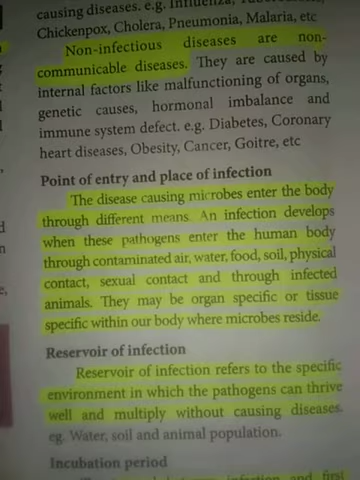 causing diseases. e.g. Influenza,
Chickenpox, Cholera, Pneumonia, Malaria, etc
Non-infectious diseases are non-
communicable diseases. They are caused by
internal factors like malfunctioning of organs,
genetic causes, hormonal imbalance and
immune system defect. e.g. Diabetes, Coronary
heart diseases, Obesity, Cancer, Goitre, etc
Point of entry and place of infection
The disease causing microbes enter the body
through different means. An infection develops
when these pathogens enter the human body
through contaminated air, water, food, soil, physical
contact, sexual contact and through infected
animals. They may be organ specific or tissue
specific within our body where microbes reside.
Reservoir of infection
Reservoir of infection refers to the specific
environment in which the pathogens can thrive
well and multiply without causing diseases.
eg. Water, soil and animal population.
Incubation period
infection and first